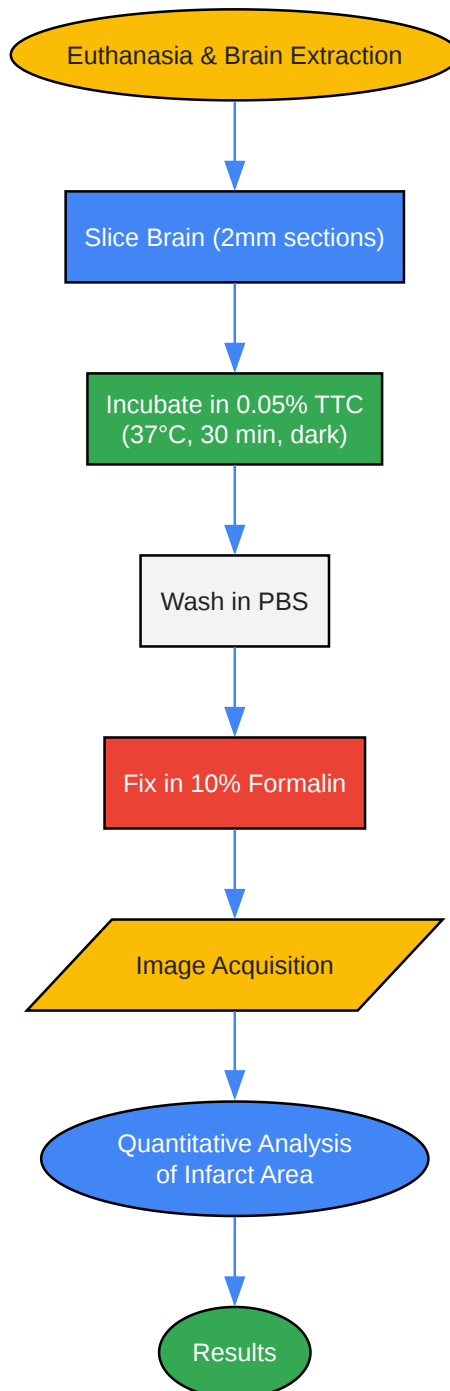 Euthanasia & Brain Extraction
Slice Brain (2mm sections)
Incubate in 0.05% TTC
(37°C, 30 min, dark)
Wash in PBS
Fix in 10% Formalin
Image Acquisition
Quantitative Analysis
of Infarct Area
Results